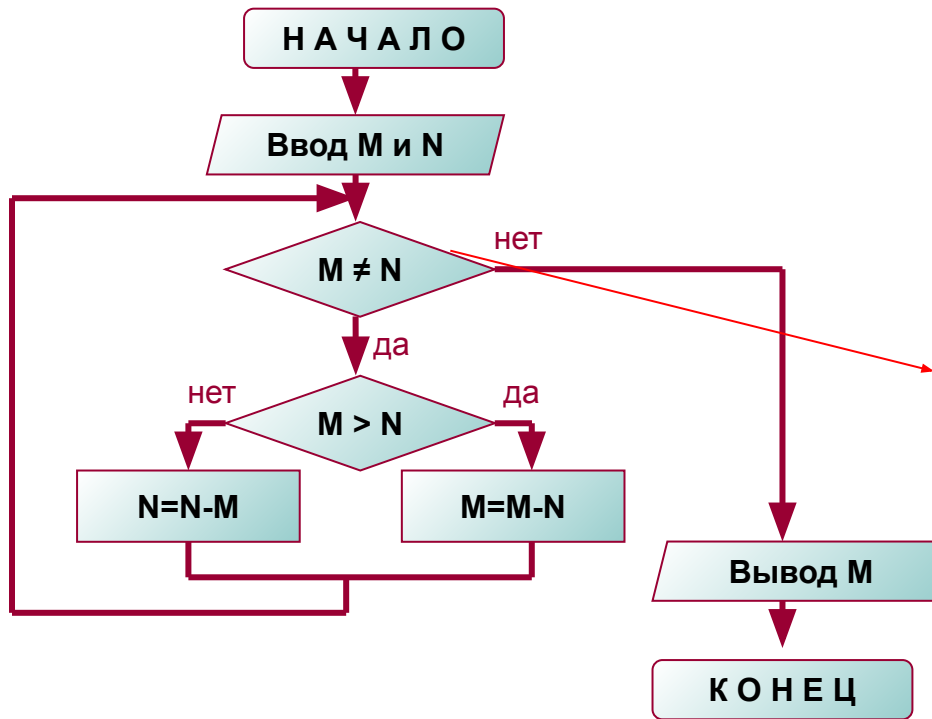 Н А Ч А Л О
Ввод M и N
M ≠ N
нет
да
M > N
нет
да
N=N-M
M=M-N
Вывод M
К О Н Е Ц